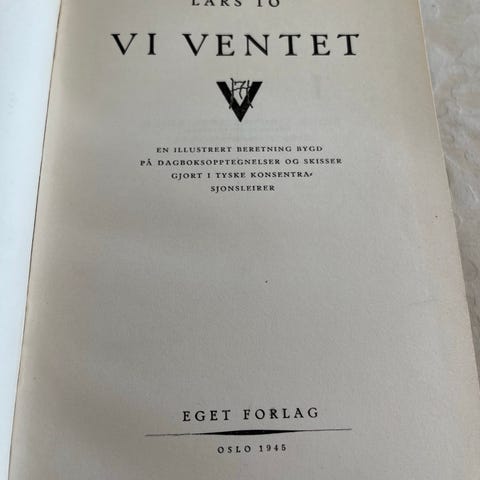 LARS TO
VI VENTET
EN ILLUSTRERT BERETNING BYGD
PÅ DAGBOKSOPPTEGNELSER OG SKISSER
GJORT I TYSKE KONSENTRA-
SJONSLEIRER
EGET FORLAG
OSLO 1945